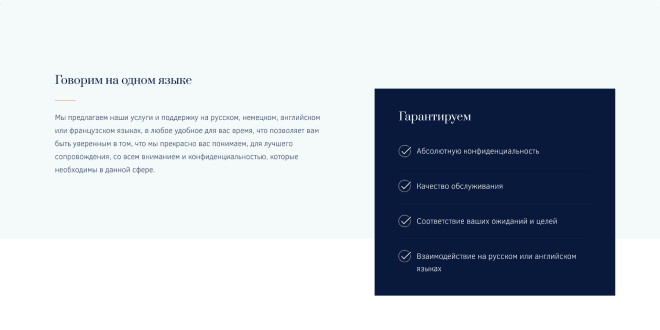 Говорим на одном языке
Мы предлагаем наши услуги и поддержку на русском, немецком, английском
или французском языках, в любое удобное для вас время, что позволяет вам
быть уверенным в том, что мы прекрасно вас понимаем, для лучшего
сопровождения, со всем вниманием и конфиденциальностью, которые
необходимы в данной сфере.
Гарантируем
Абсолютную конфиденциальность
Качество обслуживания
Соответствие ваших ожиданий и целей
Взаимодействие на русском или английском
языках